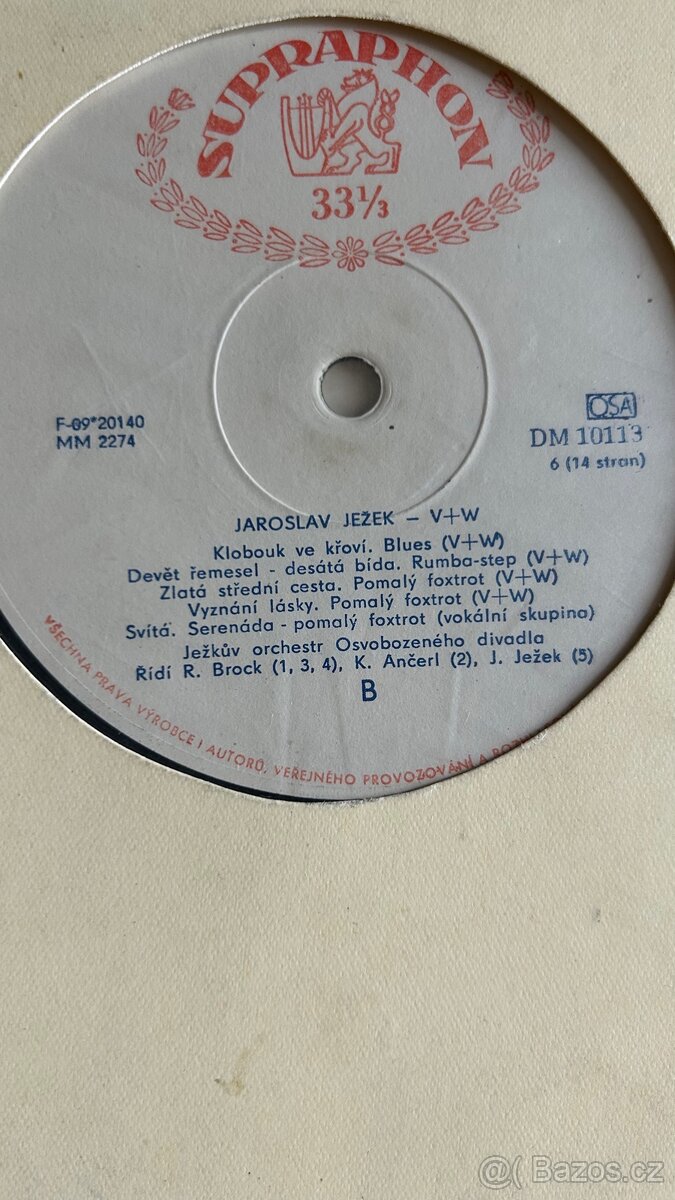 SUPRAPHON
33⅓
F-09*20140
MM 2274
OSA
DM 10113
6 (14 stran)
JAROSLAV JEŽEK – V+W
Klobouk ve křoví. Blues (V+W)
Devět řemesel - desátá bída. Rumba-step (V+W)
Zlatá střední cesta. Pomalý foxtrot (V+W)
Vyznání lásky. Pomalý foxtrot (V+W)
Svítá. Serenáda - pomalý foxtrot (vokální skupina)
Ježkův orchestr Osvobozeného divadla
Řídí R. Brock (1, 3, 4), K. Ančerl (2), J. Ježek (5)
B
VŠECHNA PRAVA VÝROBCE I AUTORŮ, VEŘEJNÉHO PROVOZOVÁNÍ A
@( Bazos.cz